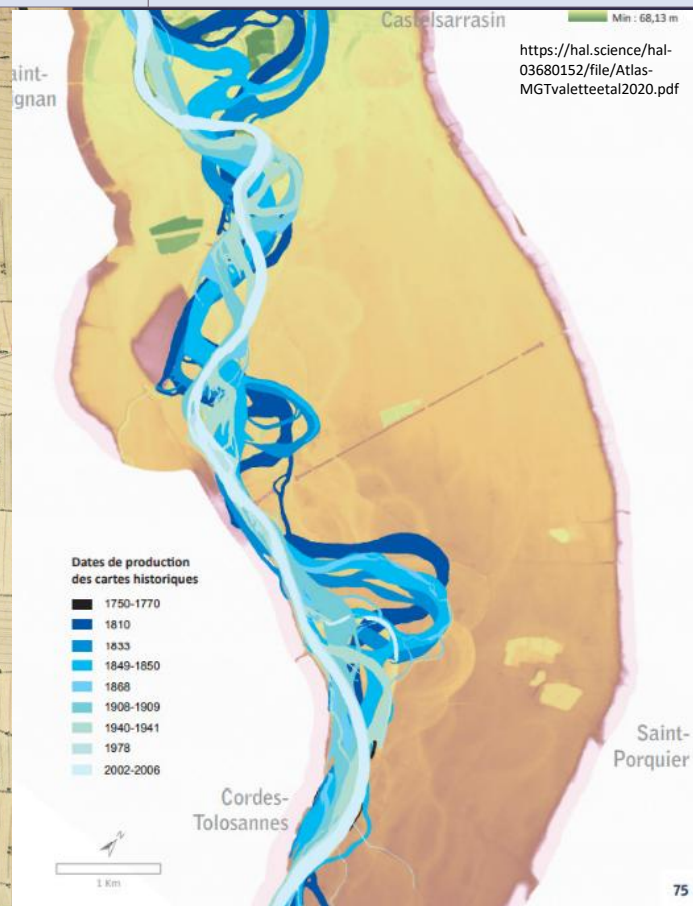 Castelsarrasin
Min : 68,13 m
https://hal.science/hal-
03680152/file/Atlas-
MGTvaletteetal2020.pdf
aint-
gnan
Dates de production
des cartes historiques
1750-1770
1810
1833
1849-1850
1868
1908-1909
1940-1941
1978
2002-2006
Saint-
Porquier
Cordes-
Tolosannes
N
1 Km
75